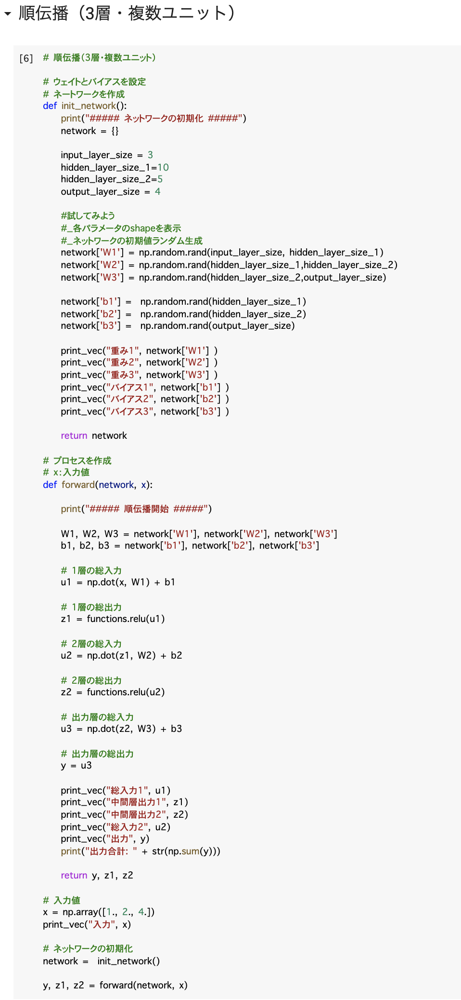 順伝播（3層・複数ユニット）
[6] # 順伝播（3層・複数ユニット）
# ウェイトとバイアスを設定
# ネートワークを作成
def init_network():
print("##### ネットワークの初期化 #####")
network = {}
input_layer_size = 3
hidden_layer_size_1=10
hidden_layer_size_2=5
output_layer_size = 4
#試してみよう
#_各パラメータのshapeを表示
#_ネットワークの初期値ランダム生成
network['W1'] = np.random.rand(input_layer_size, hidden_layer_size_1)
network['W2'] = np.random.rand(hidden_layer_size_1,hidden_layer_size_2)
network['W3'] = np.random.rand(hidden_layer_size_2,output_layer_size)
network['b1'] =  np.random.rand(hidden_layer_size_1)
network['b2'] =  np.random.rand(hidden_layer_size_2)
network['b3'] =  np.random.rand(output_layer_size)
print_vec("重み1", network['W1'] )
print_vec("重み2", network['W2'] )
print_vec("重み3", network['W3'] )
print_vec("バイアス1", network['b1'] )
print_vec("バイアス2", network['b2'] )
print_vec("バイアス3", network['b3'] )
return network
# プロセスを作成
# x：入力値
def forward(network, x):
print("##### 順伝播開始 #####")
W1, W2, W3 = network['W1'], network['W2'], network['W3']
b1, b2, b3 = network['b1'], network['b2'], network['b3']
# 1層の総入力
u1 = np.dot(x, W1) + b1
# 1層の総出力
z1 = functions.relu(u1)
# 2層の総入力
u2 = np.dot(z1, W2) + b2
# 2層の総出力
z2 = functions.relu(u2)
# 出力層の総入力
u3 = np.dot(z2, W3) + b3
# 出力層の総出力
y = u3
print_vec("総入力1", u1)
print_vec("中間層出力1", z1)
print_vec("中間層出力2", z2)
print_vec("総入力2", u2)
print_vec("出力", y)
print("出力合計: " + str(np.sum(y)))
return y, z1, z2
# 入力値
x = np.array([1., 2., 4.])
print_vec("入力", x)
# ネットワークの初期化
network =  init_network()
y, z1, z2 = forward(network, x)